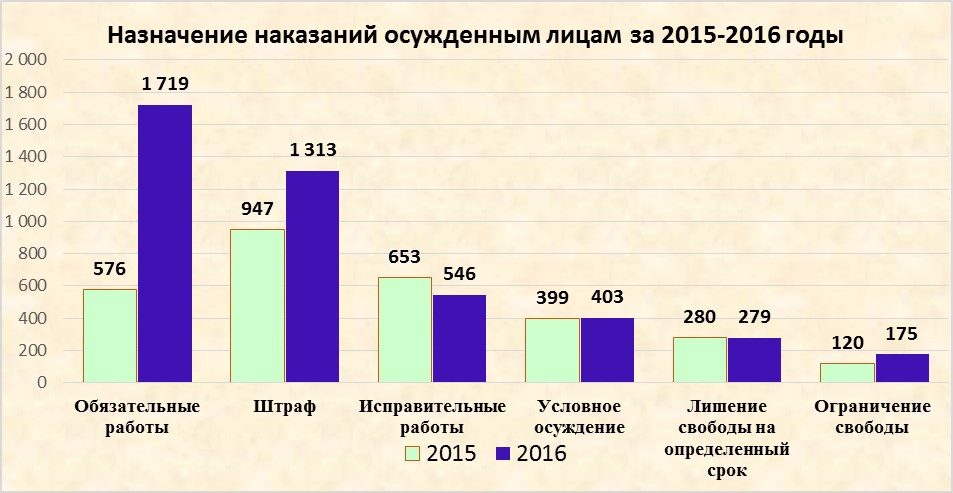 Назначение наказаний осужденным лицам за 2015-2016 годы
2 000
1 800
1 600
1 400
1 200
1 000
800
600
400
200
0
576
1 719
947
1 313
653
546
399
403
280
279
120
175
Обязательные
работы
Штраф
Исправительные
работы
Условное
осуждение
Лишение
свободы на
определенный
срок
Ограничение
свободы
2015
2016